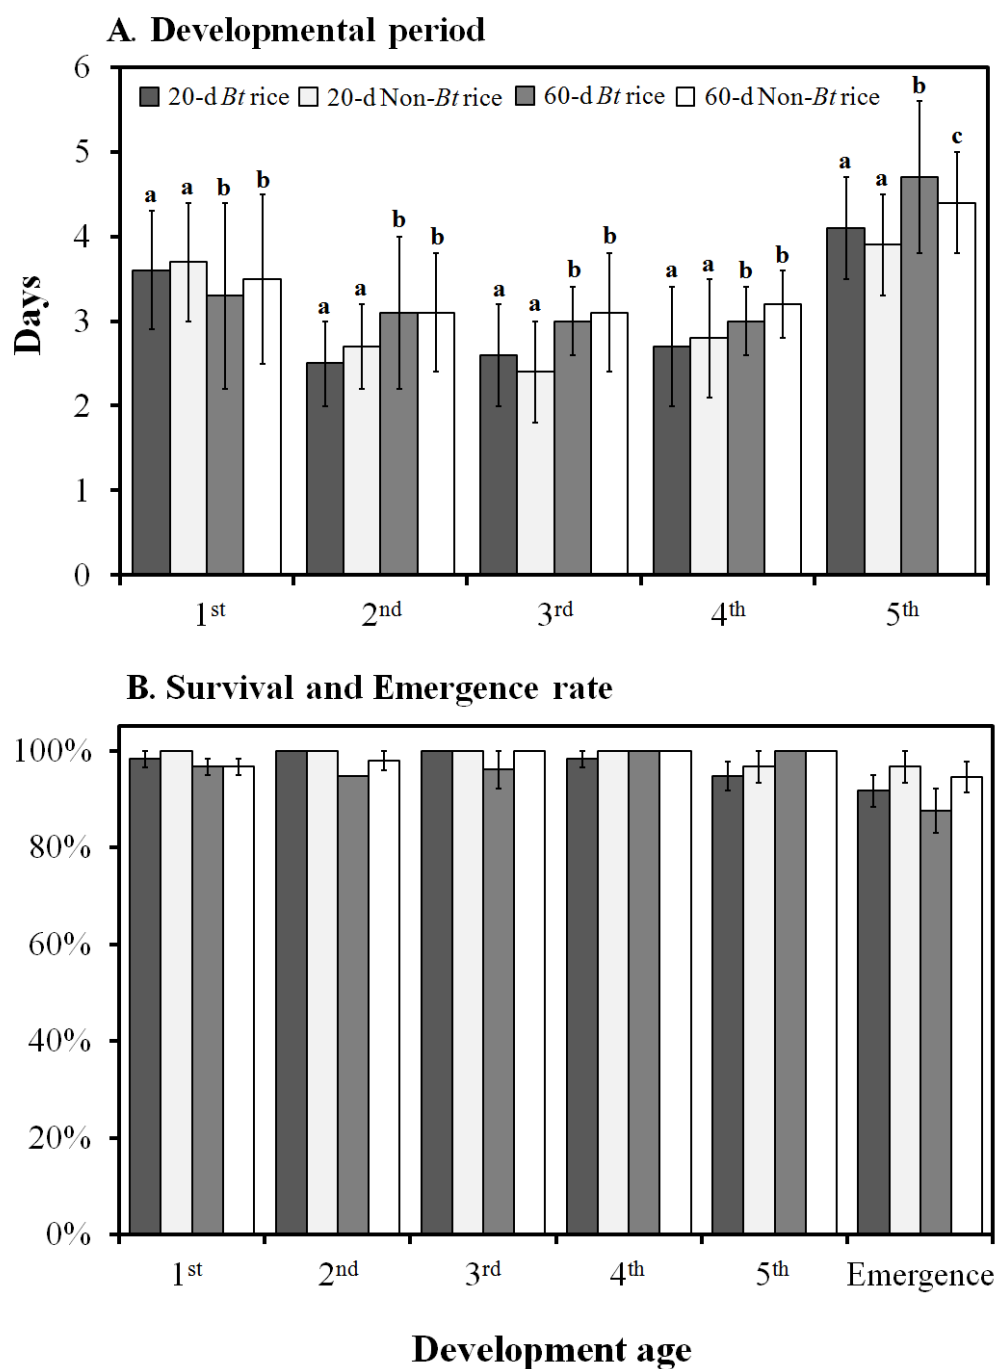 A. Developmental period
6
20-d Bt rice 20-d Non-Bt rice 60-d Bt rice 60-d Non-Bt rice
5
4
3
2
1
0
Days
a a b b
a a b b
a a b b
a a b b
a a b c
1st 2nd 3rd 4th 5th
B. Survival and Emergence rate
100%
80%
60%
40%
20%
0%
1st 2nd 3rd 4th 5th Emergence
Development age